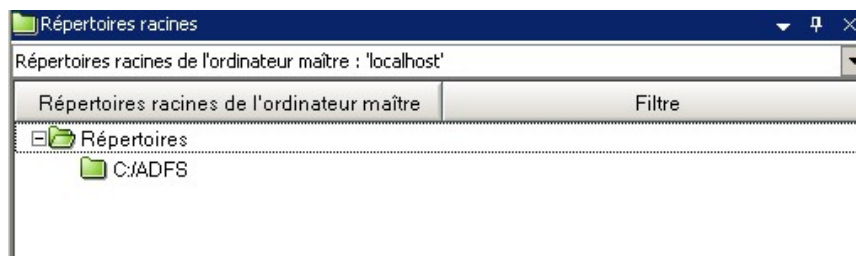 Répertoires racines
Répertoires racines de l'ordinateur maître : 'localhost'
Répertoires racines de l'ordinateur maître Filtre
Répertoires
C:/ADFS